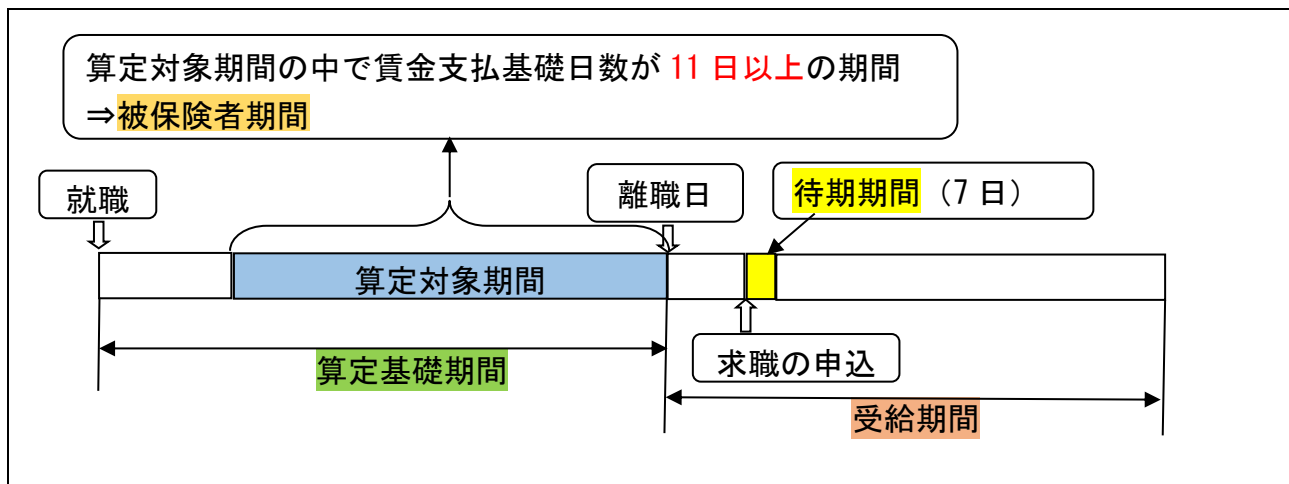 算定対象期間の中で賃金支払基礎日数が 11 日以上の期間
⇒被保険者期間
就職
離職日
待期期間（7 日）
算定対象期間
算定基礎期間
求職の申込
受給期間